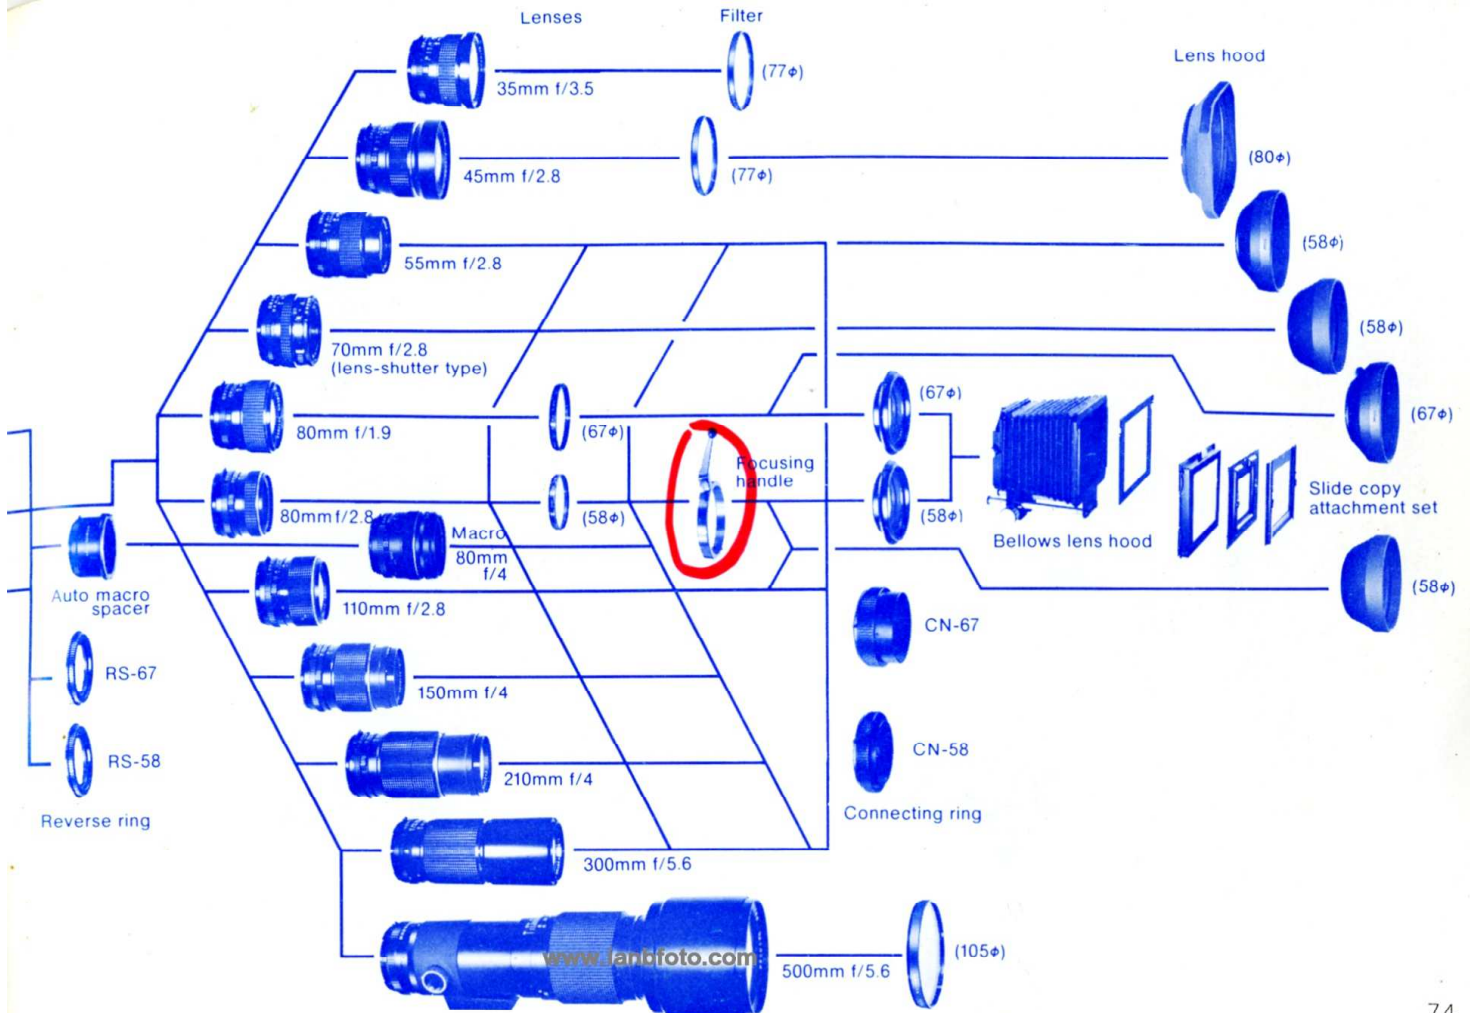 Lenses
Filter
Lens hood
(77φ)
35mm f/3.5
45mm f/2.8
(77φ)
(80φ)
55mm f/2.8
(58φ)
70mm f/2.8
(lens-shutter type)
(58φ)
80mm f/1.9
(67φ)
(67φ)
(67φ)
Focusing
handle
80mm f/2.8
(58φ)
(58φ)
Macro
80mm
f/4
Bellows lens hood
Slide copy
attachment set
Auto macro
spacer
110mm f/2.8
(58φ)
CN-67
RS-67
150mm f/4
RS-58
210mm f/4
CN-58
Reverse ring
Connecting ring
300mm f/5.6
www.ianbfoto.com
500mm f/5.6
(105φ)
74